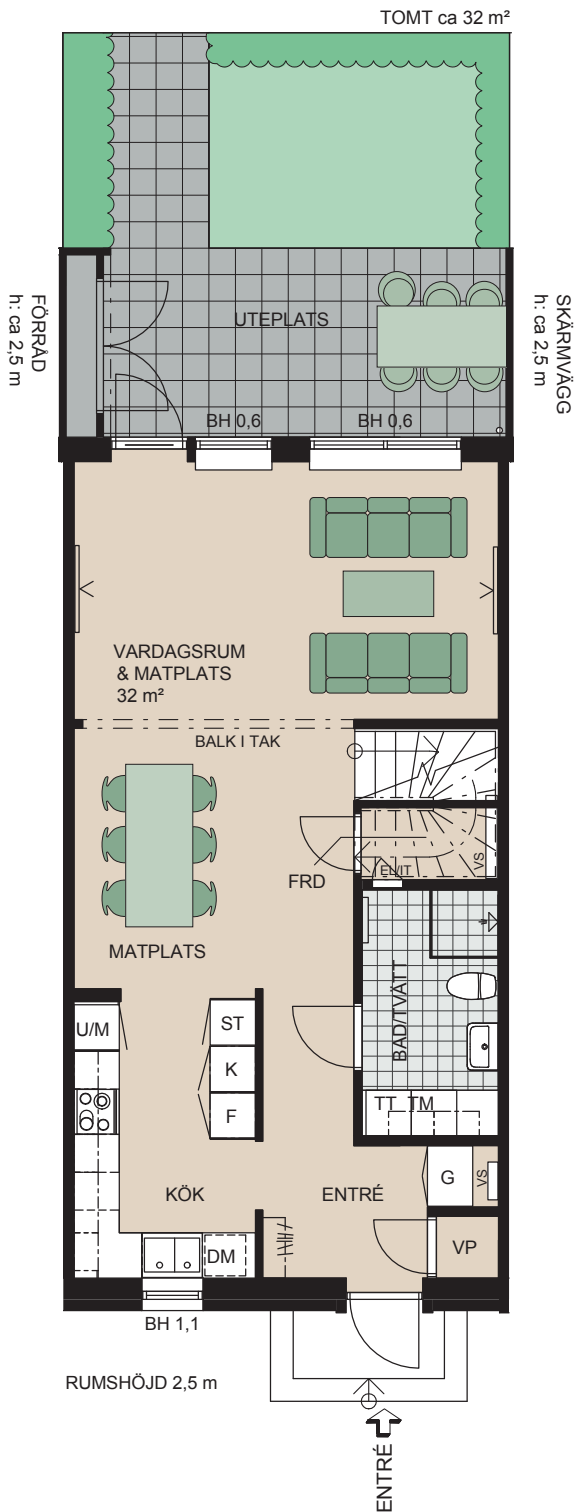 TOMT ca 32 m²
FÖRRÅD
h: ca 2,5 m
UTEPLATS
SKÄRMVÄGG
h: ca 2,5 m
BH 0,6
BH 0,6
VARDAGSRUM
& MATPLATS
32 m²
BALK I TAK
FRD
EL/IT
VS
MATPLATS
BAD/TVÄTT
U/M
ST
K
F
TT TM
KÖK
ENTRÉ
G
VS
DM
VP
BH 1,1
RUMSHÖJD 2,5 m
ENTRÉ